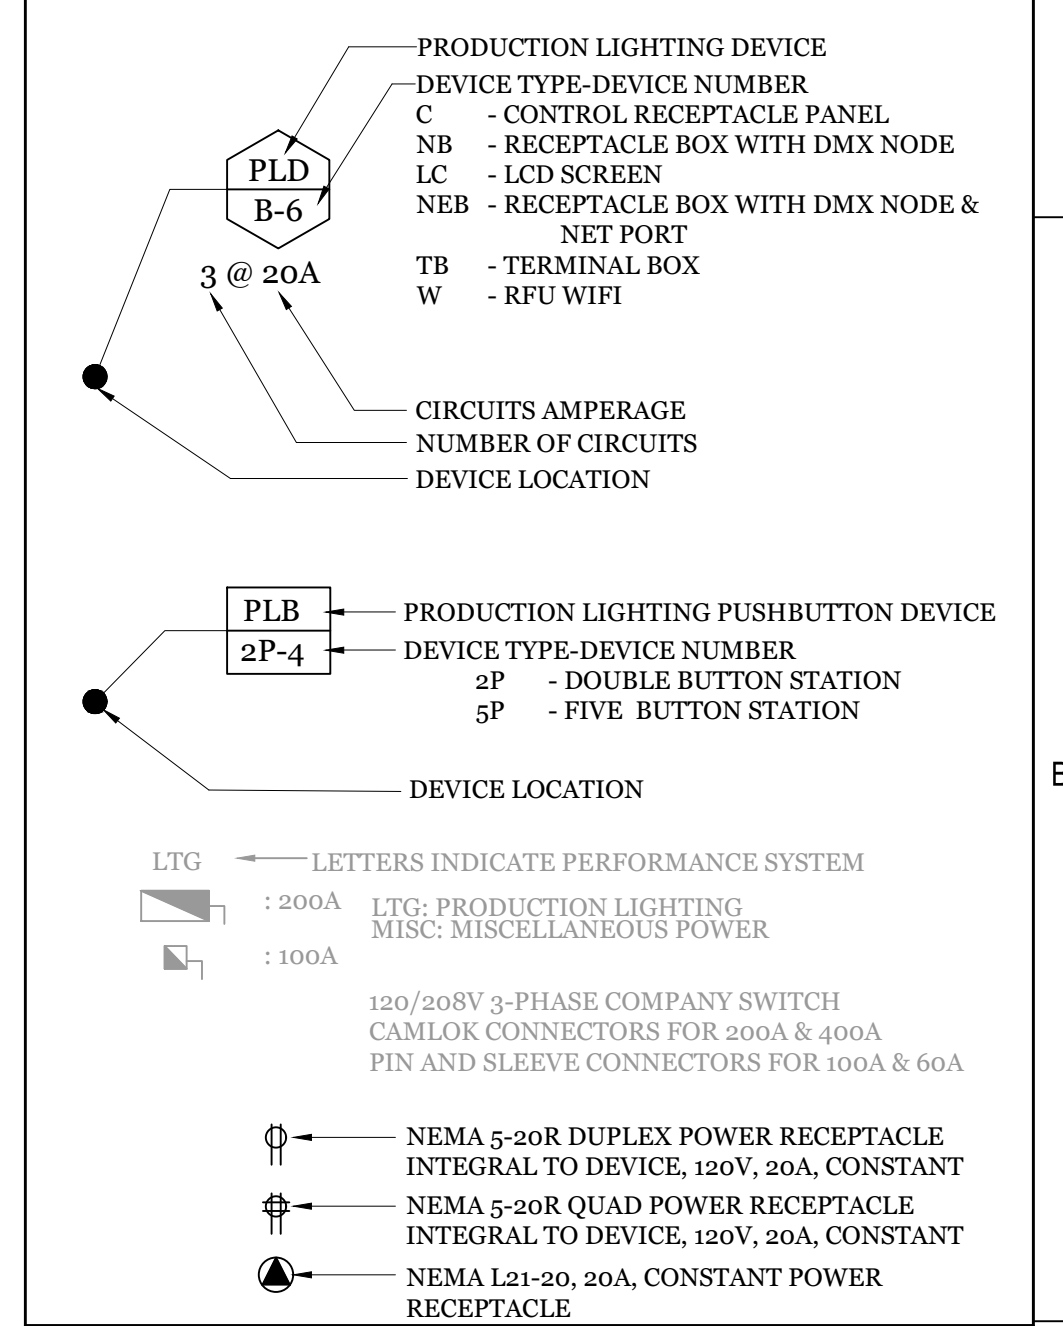 PRODUCTION LIGHTING DEVICE
DEVICE TYPE-DEVICE NUMBER
C - CONTROL RECEPTACLE PANEL
NB - RECEPTACLE BOX WITH DMX NODE
LC - LCD SCREEN
NEB - RECEPTACLE BOX WITH DMX NODE &
NET PORT
TB - TERMINAL BOX
W - RFU WIFI
PLD
B-6
3 @ 20A
CIRCUITS AMPERAGE
NUMBER OF CIRCUITS
DEVICE LOCATION
PLB
PRODUCTION LIGHTING PUSHBUTTON DEVICE
2P-4
DEVICE TYPE-DEVICE NUMBER
2P - DOUBLE BUTTON STATION
5P - FIVE BUTTON STATION
DEVICE LOCATION
LTG
LETTERS INDICATE PERFORMANCE SYSTEM
: 200A
LTG: PRODUCTION LIGHTING
MISC: MISCELLANEOUS POWER
: 100A
120/208V 3-PHASE COMPANY SWITCH
CAMLOK CONNECTORS FOR 200A & 400A
PIN AND SLEEVE CONNECTORS FOR 100A & 60A
NEMA 5-20R DUPLEX POWER RECEPTACLE
INTEGRAL TO DEVICE, 120V, 20A, CONSTANT
NEMA 5-20R QUAD POWER RECEPTACLE
INTEGRAL TO DEVICE, 120V, 20A, CONSTANT
NEMA L21-20, 20A, CONSTANT POWER
RECEPTACLE